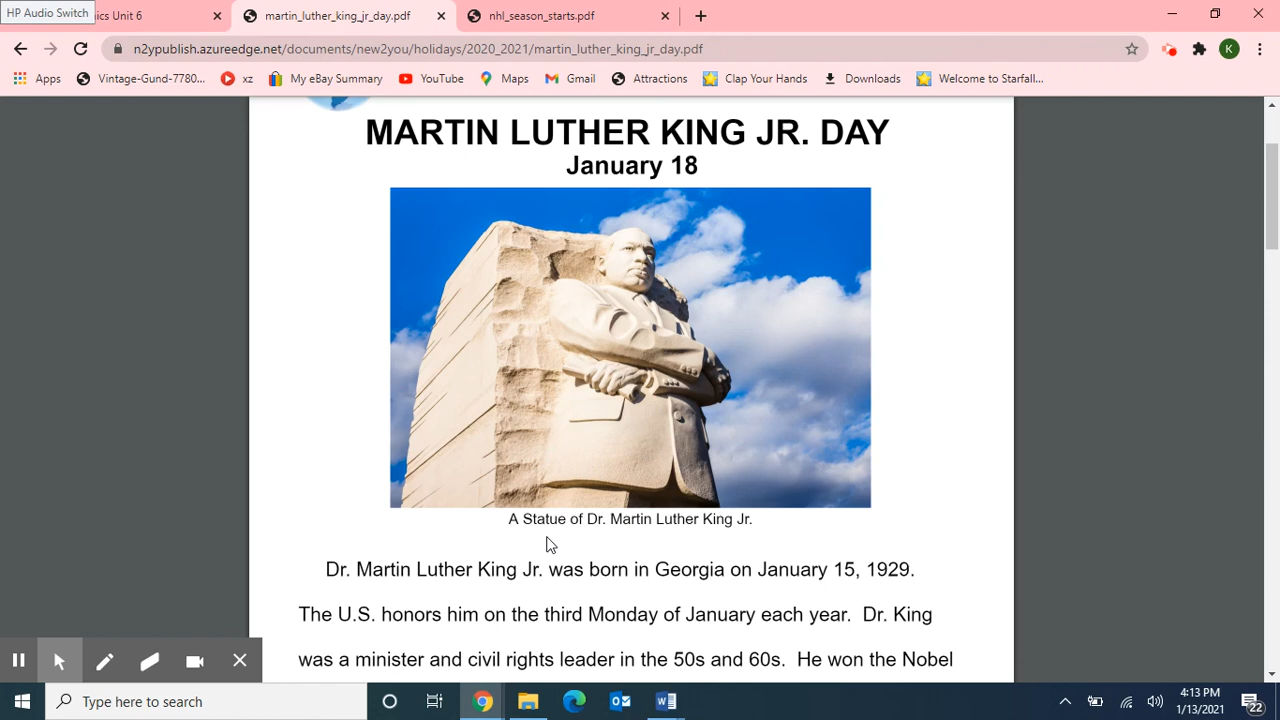 HP Audio Switch
ics Unit 6
martin_luther_king_jr_day.pdf
nhl_season_starts.pdf
n2ypublish.azureedge.net/documents/new2you/holidays/2020_2021/martin_luther_king_jr_day.pdf
K
Apps
Vintage-Gund-7780...
xz
My eBay Summary
YouTube
Maps
Gmail
Attractions
Clap Your Hands
Downloads
Welcome to Starfall...
MARTIN LUTHER KING JR. DAY
January 18
A Statue of Dr. Martin Luther King Jr.
Dr. Martin Luther King Jr. was born in Georgia on January 15, 1929.
The U.S. honors him on the third Monday of January each year. Dr. King
was a minister and civil rights leader in the 50s and 60s. He won the Nobel
Type here to search
4:13 PM
1/13/2021
22